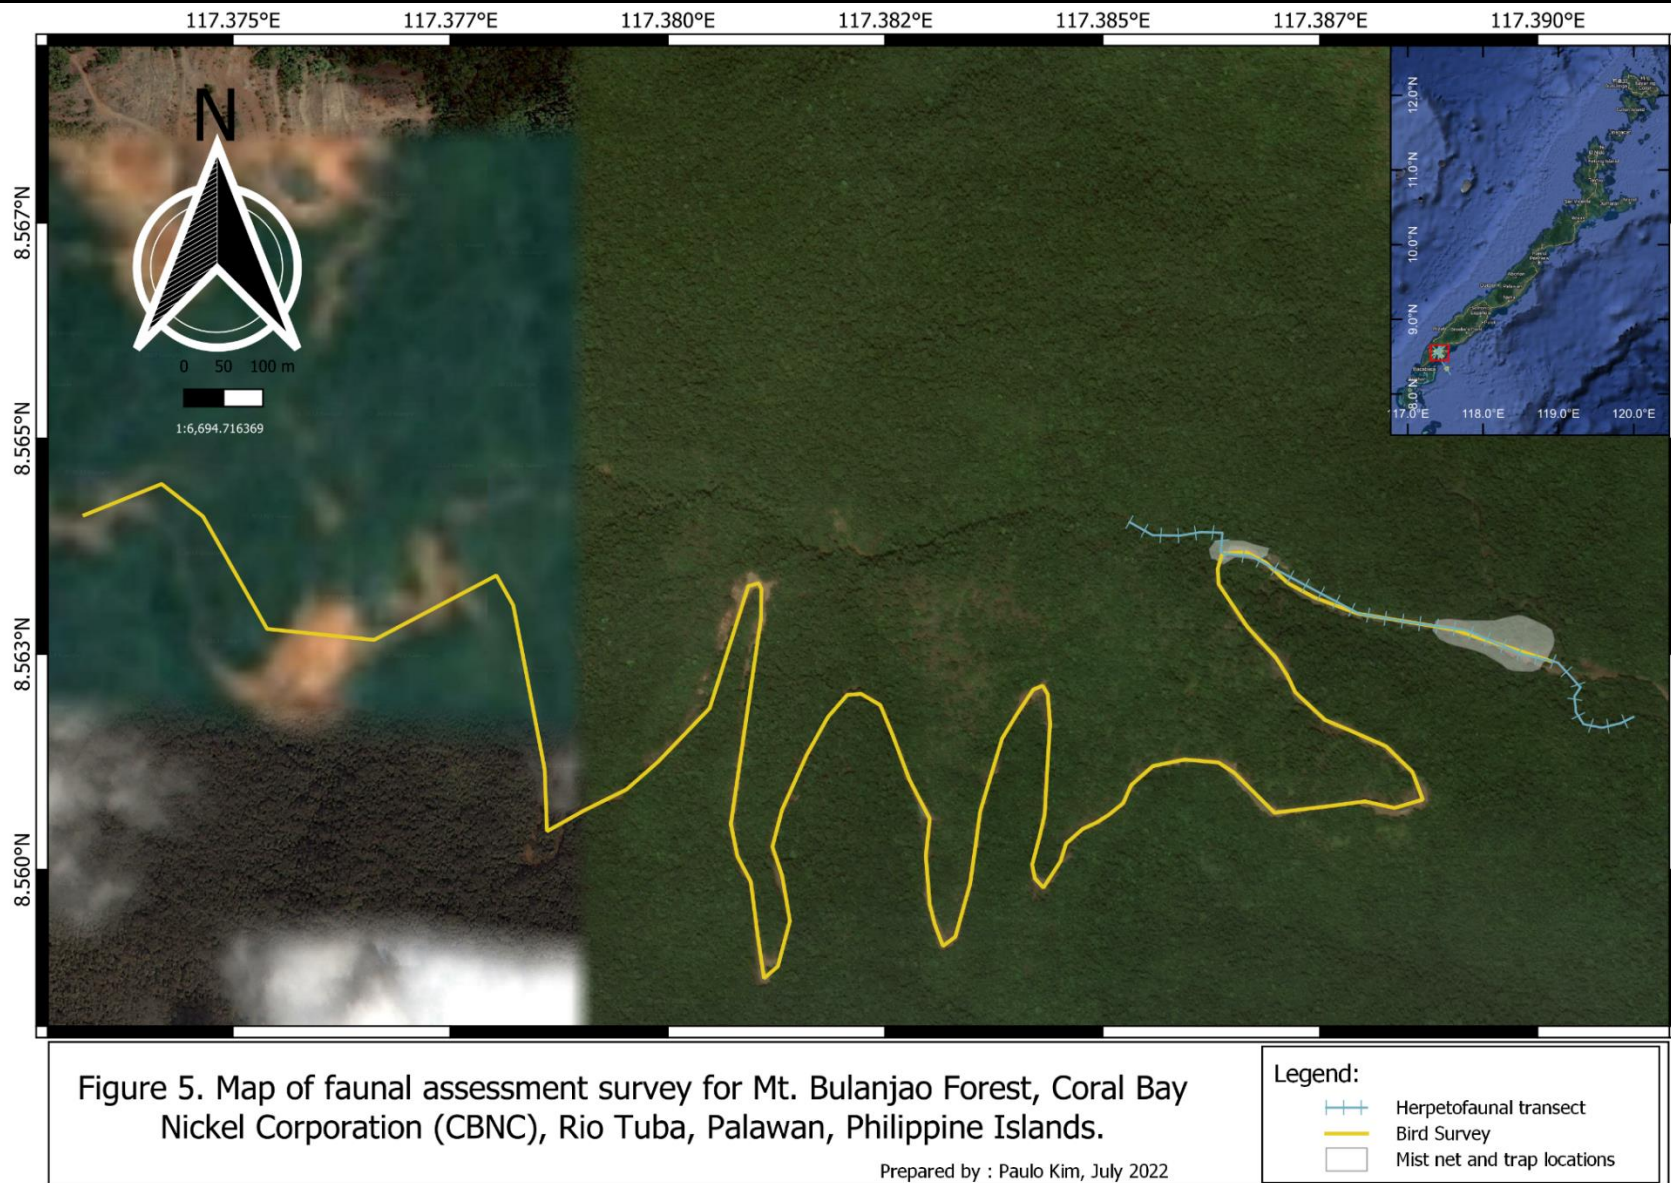 117.375°E 117.377°E 117.380°E 117.382°E 117.385°E 117.387°E 117.390°E
N
8.567°N
8.565°N
8.563°N
8.560°N
0 50 100 m
1:6,694.716369
12.0°N
11.0°N
10.0°N
9.0°N
8.0°N
17.0°E 118.0°E 119.0°E 120.0°E
Figure 5. Map of faunal assessment survey for Mt. Bulanjao Forest, Coral Bay
Nickel Corporation (CBNC), Rio Tuba, Palawan, Philippine Islands.
Prepared by : Paulo Kim, July 2022
Legend:
Herpetofaunal transect
Bird Survey
Mist net and trap locations